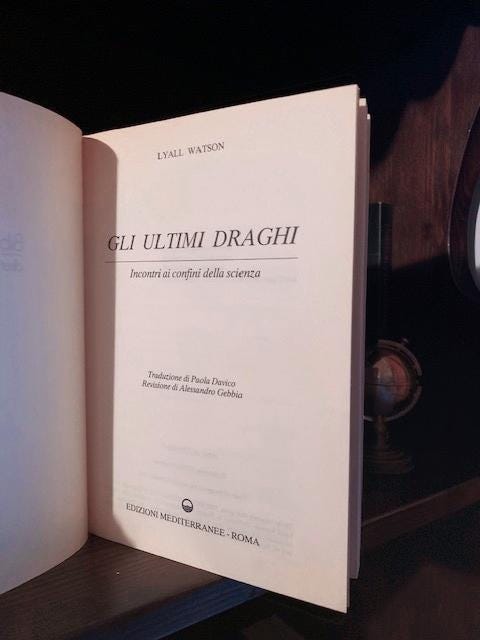 LYALL WATSON
GLI ULTIMI DRAGHI
Incontri ai confini della scienza
Traduzione di Paola Davico
Revisione di Alessandro Gebbia
EDIZIONI MEDITERRANEE - ROMA